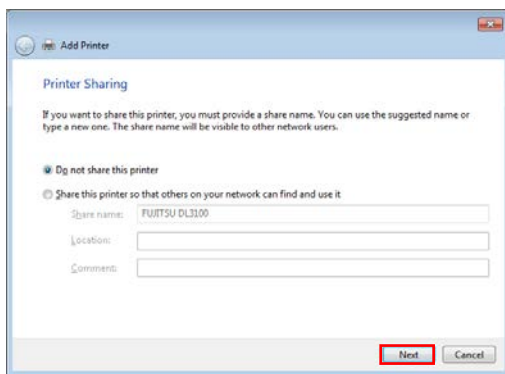 Add Printer
Printer Sharing
If you want to share this printer, you must provide a share name. You can use the suggested name or
type a new one. The share name will be visible to other network users.
Do not share this printer
Share this printer so that others on your network can find and use it
Share name: FUJITSU DL3100
Location:
Comment:
Next Cancel